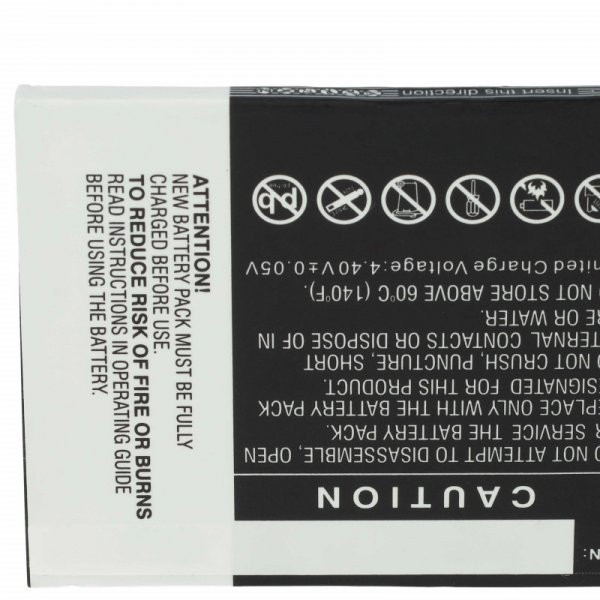 ATTENTION!
NEW BATTERY PACK MUST BE FULLY
CHARGED BEFORE USE.
TO REDUCE RISK OF FIRE OR BURNS
READ INSTRUCTIONS IN OPERATING GUIDE
BEFORE USING THE BATTERY.
CAUTION
NOT ATTEMPT TO DISASSEMBLE, OPEN
SERVICE THE BATTERY PACK.
ONLY WITH THE BATTERY PACK
FOR THIS PRODUCT.
NOT CRUSH, PUNCTURE, SHORT
CONTACTS OR DISPOSE OF IN
OR WATER.
NOT STORE ABOVE 60°C (140°F).
Charge Voltage:4.40V±0.05V
Pb
Insert this direction